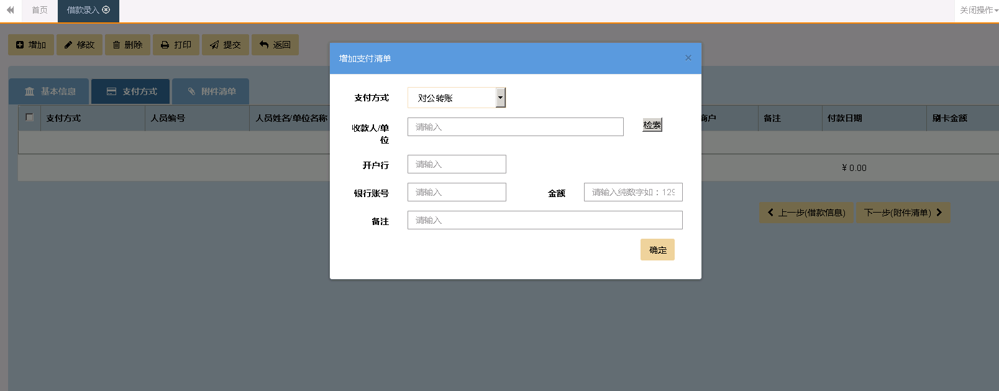 首页
借款录入
关闭操作
增加
修改
删除
打印
提交
返回
增加支付清单
×
基本信息
支付方式
附件清单
支付方式
人员编号
人员姓名/单位名称
商户
备注
付款日期
刷卡金额
支付方式
对公转账
收款人/单
位
请输入
检索
开户行
请输入
¥ 0.00
银行账号
请输入
金额
请输入纯数字如：129
备注
请输入
上一步(借款信息)
下一步(附件清单)
确定